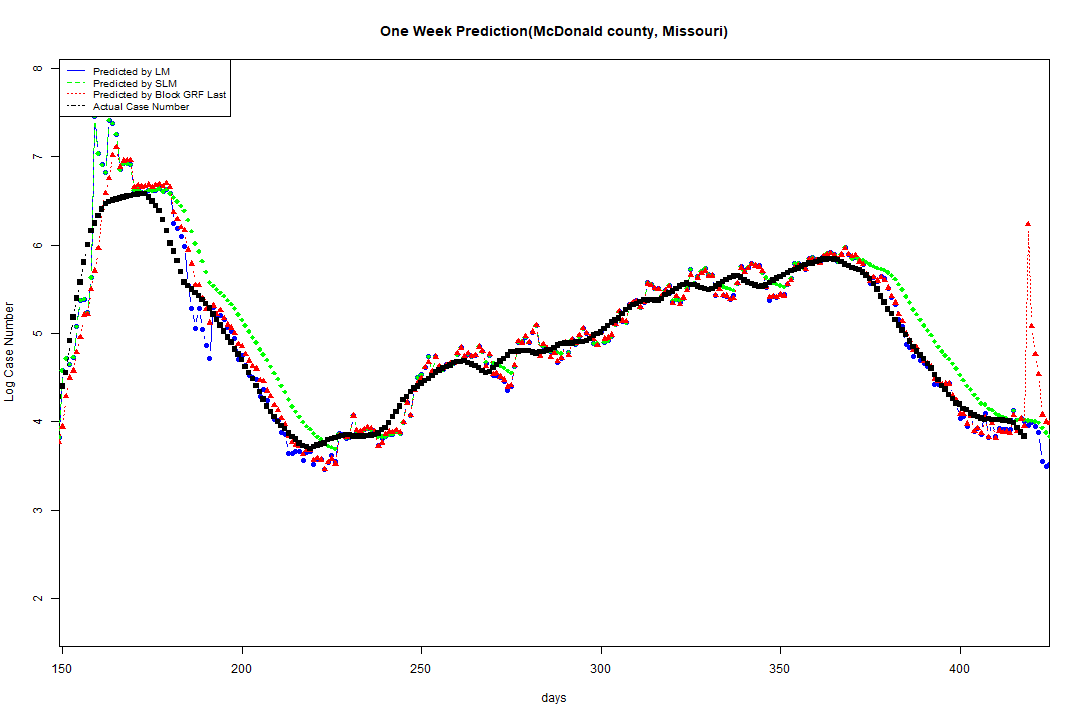 One Week Prediction(McDonald county, Missouri)
Predicted by LM
Predicted by SLM
Predicted by Block GRF Last
Actual Case Number
Log Case Number
8
7
6
5
4
3
2
150 200 250 300 350 400
days